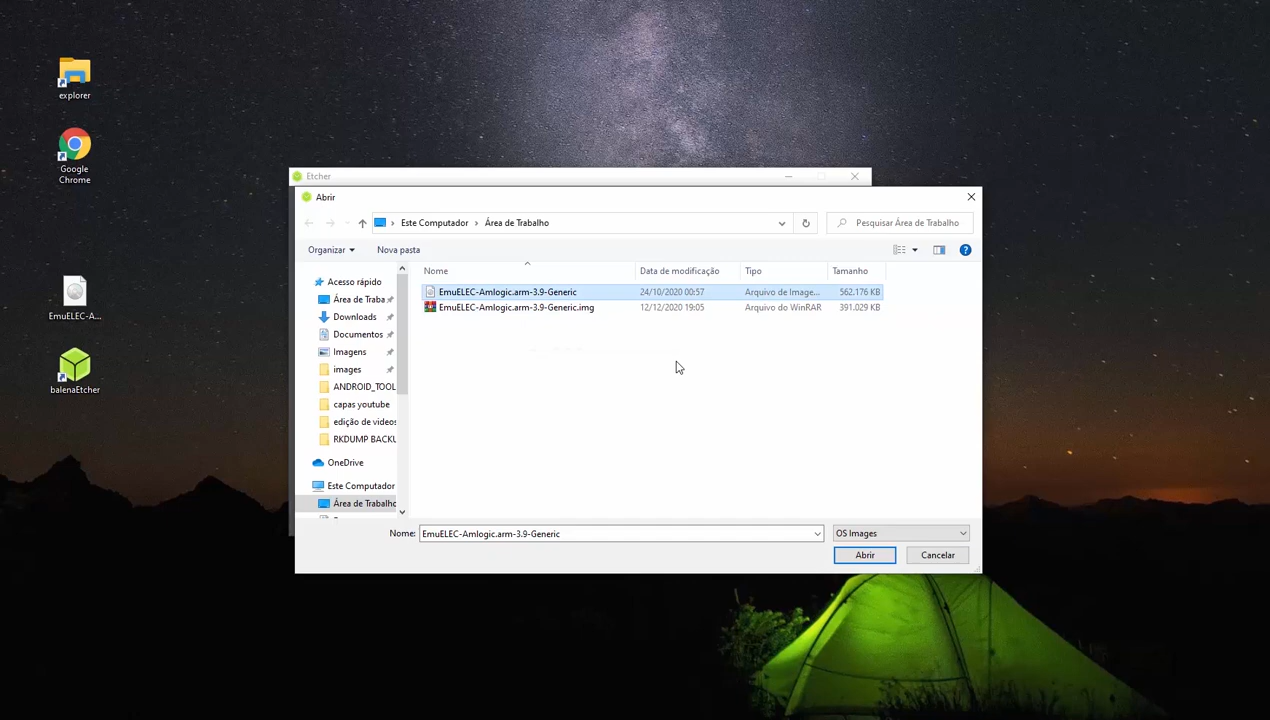 explorer
Google
Chrome
EmuELEC-A...
balenaEtcher
Etcher
Abrir
Este Computador
Área de Trabalho
Pesquisar Área de Trabalho
Organizar
Nova pasta
Nome
Data de modificação
Tipo
Tamanho
EmuELEC-Amlogic.arm-3.9-Generic
24/10/2020 00:57
Arquivo de Image...
562.176 KB
EmuELEC-Amlogic.arm-3.9-Generic.img
12/12/2020 19:05
Arquivo do WinRAR
391.029 KB
Acesso rápido
Área de Traba
Downloads
Documentos
Imagens
images
ANDROID_TOOL
capas youtube
edição de videos
RKDUMP BACKU
OneDrive
Este Computador
Área de Trabalho
Nome:
EmuELEC-Amlogic.arm-3.9-Generic
OS Images
Abrir
Cancelar